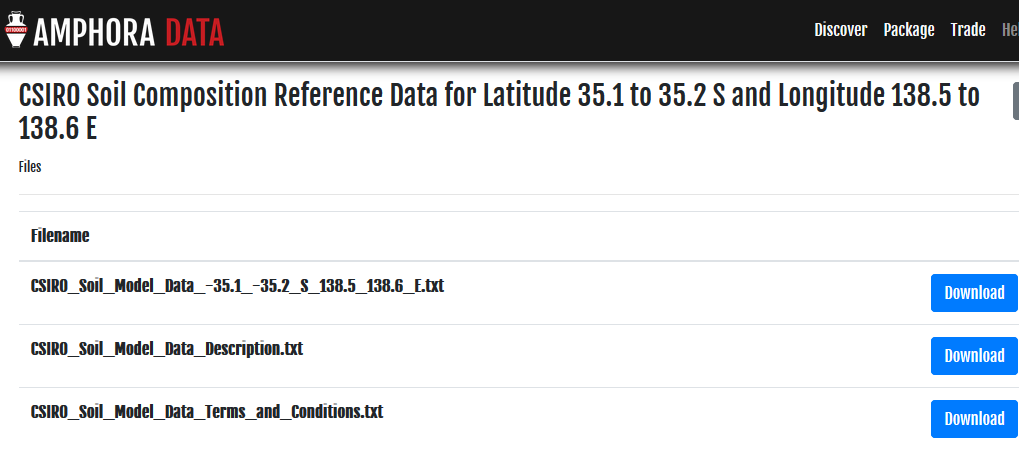 01100001
AMPHORA DATA
Discover Package Trade Hel
CSIRO Soil Composition Reference Data for Latitude 35.1 to 35.2 S and Longitude 138.5 to
138.6 E
Files
Filename
CSIRO_Soil_Model_Data_-35.1_-35.2_S_138.5_138.6_E.txt
Download
CSIRO_Soil_Model_Data_Description.txt
Download
CSIRO_Soil_Model_Data_Terms_and_Conditions.txt
Download